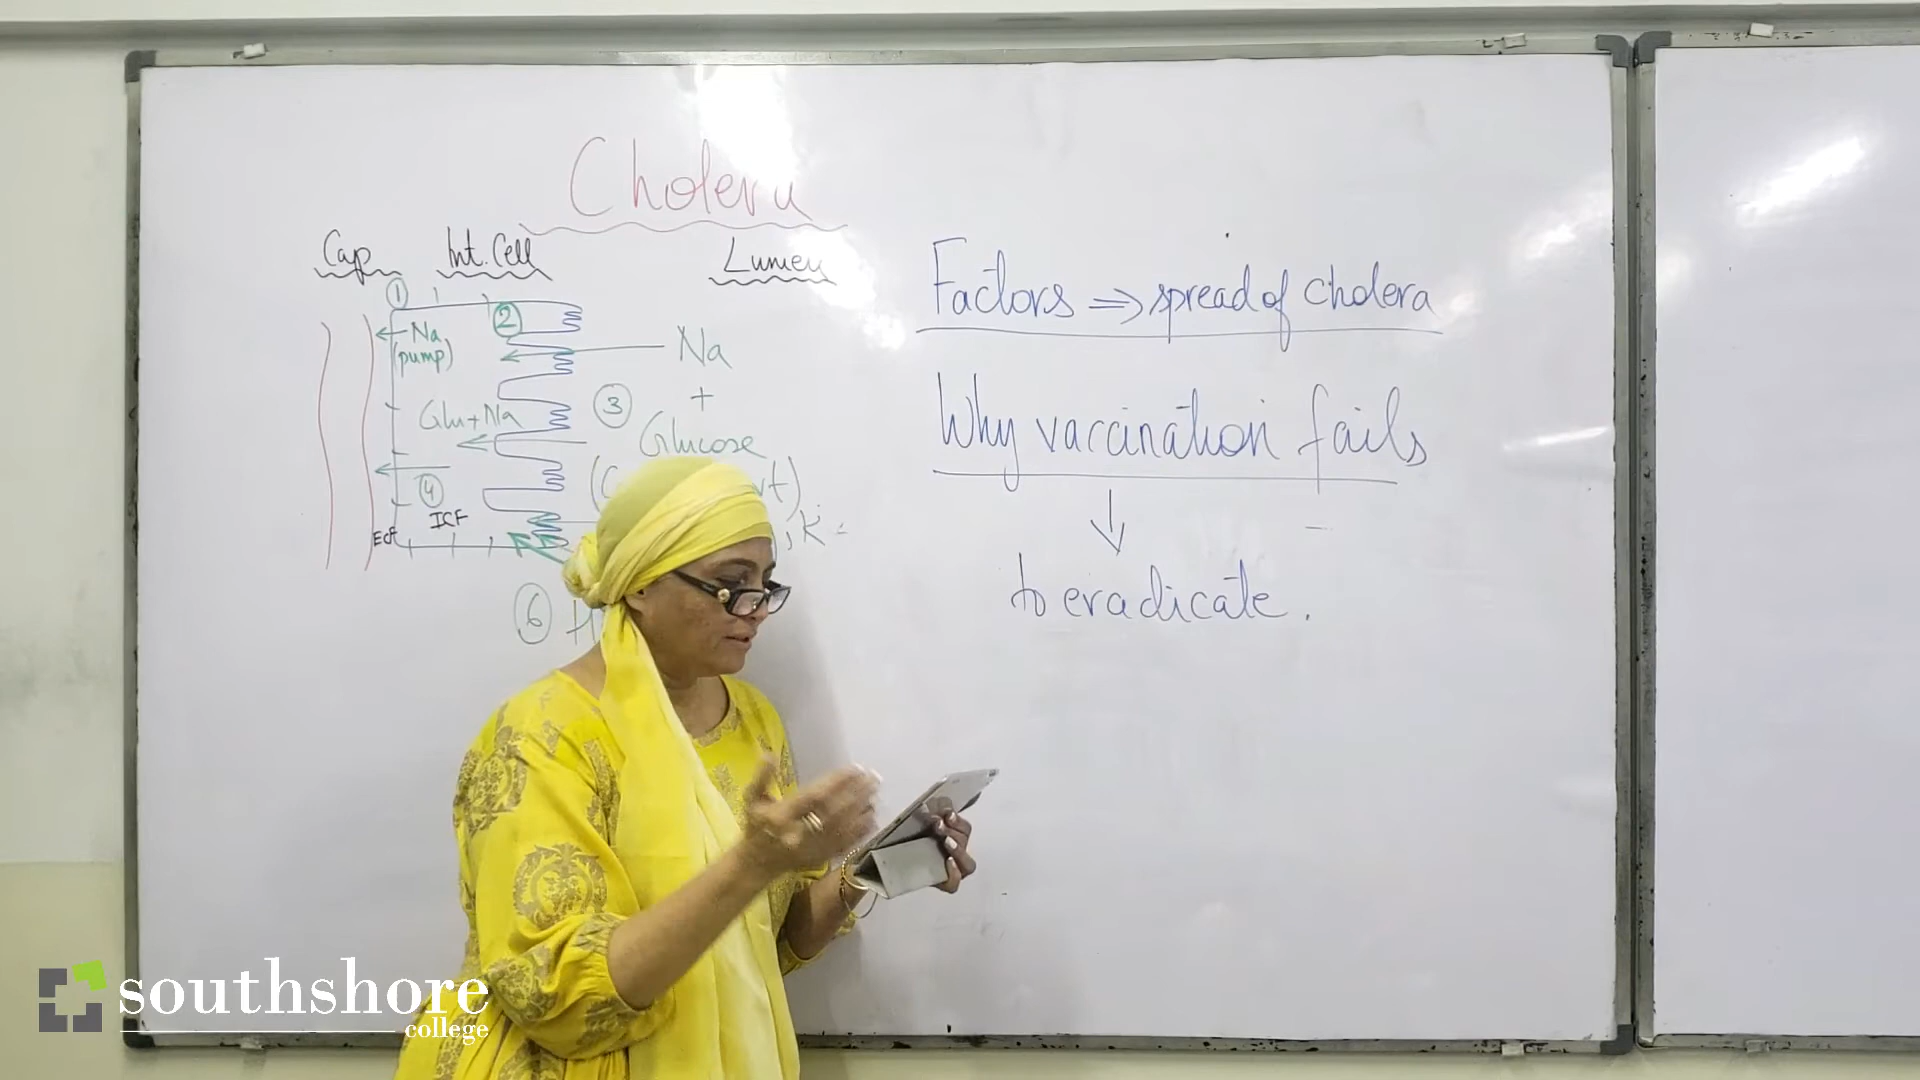 Cholera
Cap Int. Cell Lumen
1
2
Na
(pump)
Na
+
3
Glu+Na
Glucose
4
ICF
ECF
K
6
Factors ⇒ spread of cholera
Why vaccination fails
↓
to eradicate.
southshore
college